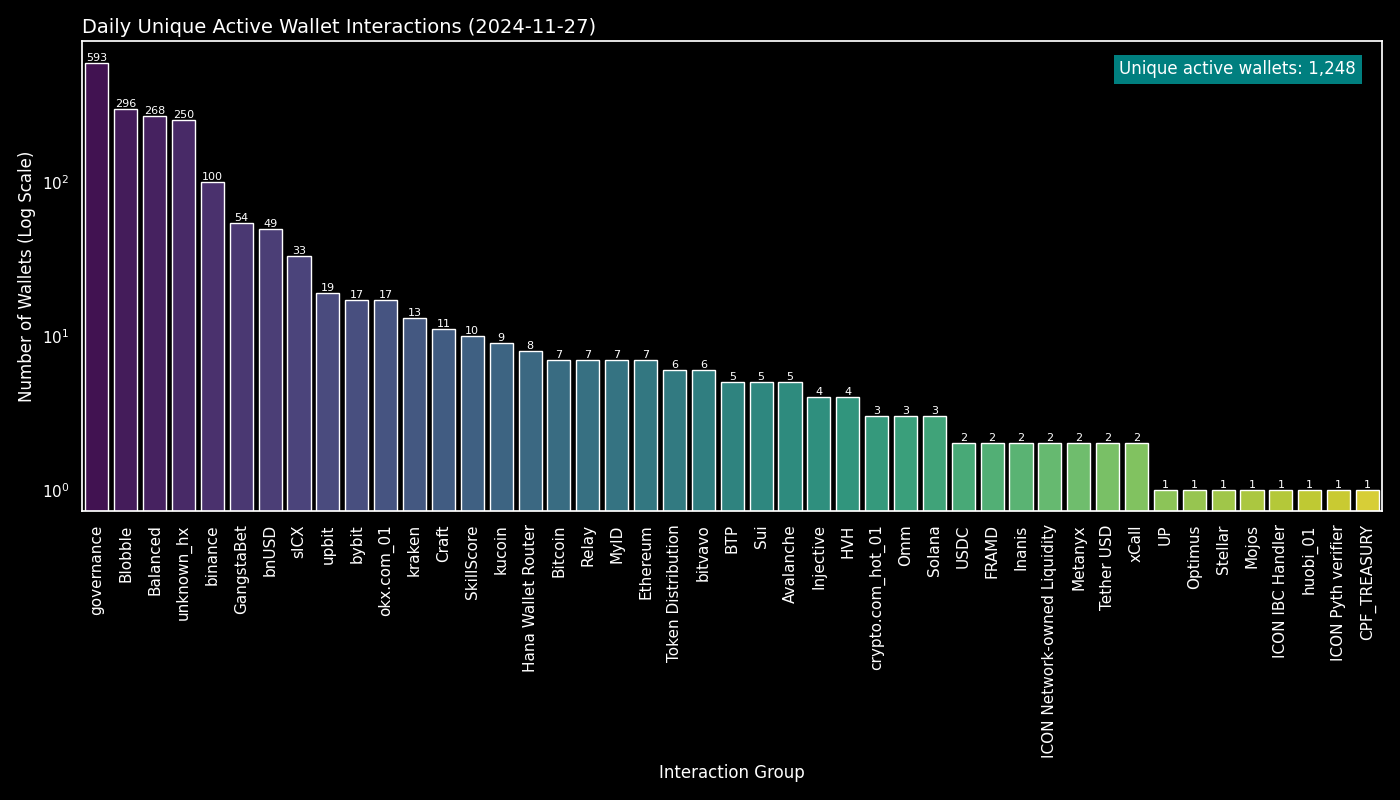 Daily Unique Active Wallet Interactions (2024-11-27)
Unique active wallets: 1,248
Number of Wallets (Log Scale)
10²
10¹
10⁰
593
296
268
250
100
54
49
33
19
17
17
13
11
10
9
8
7
7
7
7
6
6
5
5
5
4
4
3
3
3
2
2
2
2
2
2
2
1
1
1
1
1
1
1
1
governance
Blobble
Balanced
unknown_hx
binance
GangstaBet
bnUSD
sICX
upbit
bybit
okx.com_01
kraken
Craft
SkillScore
kucoin
Hana Wallet Router
Bitcoin
Relay
MyID
Ethereum
Token Distribution
bitvavo
BTP
Sui
Avalanche
Injective
HVH
crypto.com_hot_01
Omm
Solana
USDC
FRAMD
Inanis
ICON Network-owned Liquidity
Metanyx
Tether USD
xCall
UP
Optimus
Stellar
Mojos
ICON IBC Handler
huobi_01
ICON Pyth verifier
CPF_TREASURY
Interaction Group